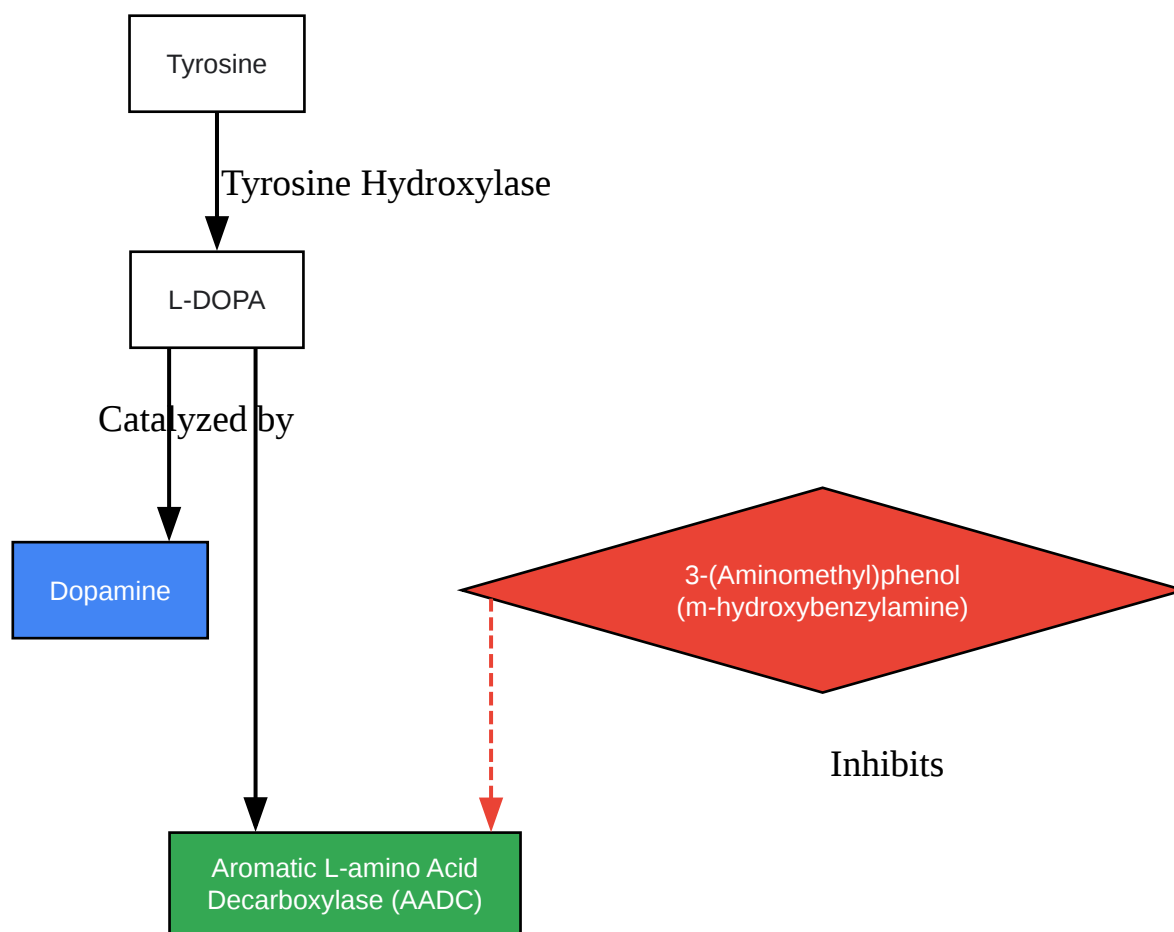 Tyrosine
Tyrosine Hydroxylase
L-DOPA
Catalyzed by
Dopamine
3-(Aminomethyl)phenol
(m-hydroxybenzylamine)
Inhibits
Aromatic L-amino Acid
Decarboxylase (AADC)